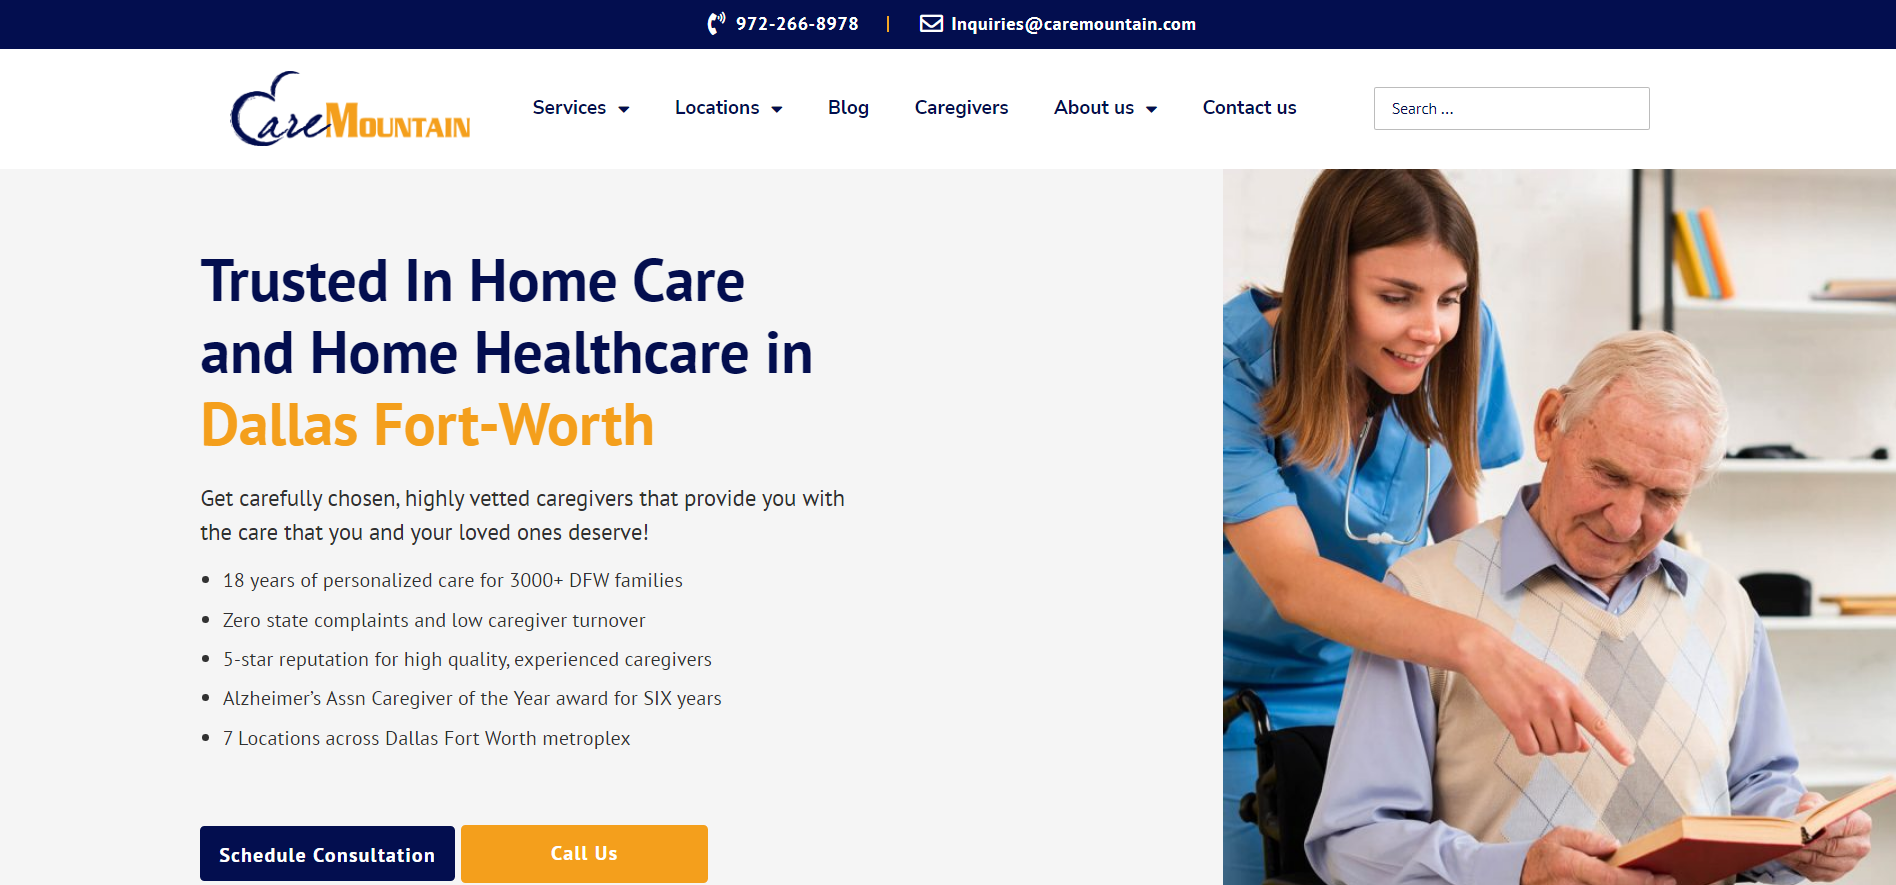 972-266-8978 | Inquiries@caremountain.com
CareMountain
Services Locations Blog Caregivers About us Contact us Search ...
Trusted In Home Care
and Home Healthcare in
Dallas Fort-Worth
Get carefully chosen, highly vetted caregivers that provide you with
the care that you and your loved ones deserve!
• 18 years of personalized care for 3000+ DFW families
• Zero state complaints and low caregiver turnover
• 5-star reputation for high quality, experienced caregivers
• Alzheimer’s Assn Caregiver of the Year award for SIX years
• 7 Locations across Dallas Fort Worth metroplex
Schedule Consultation Call Us